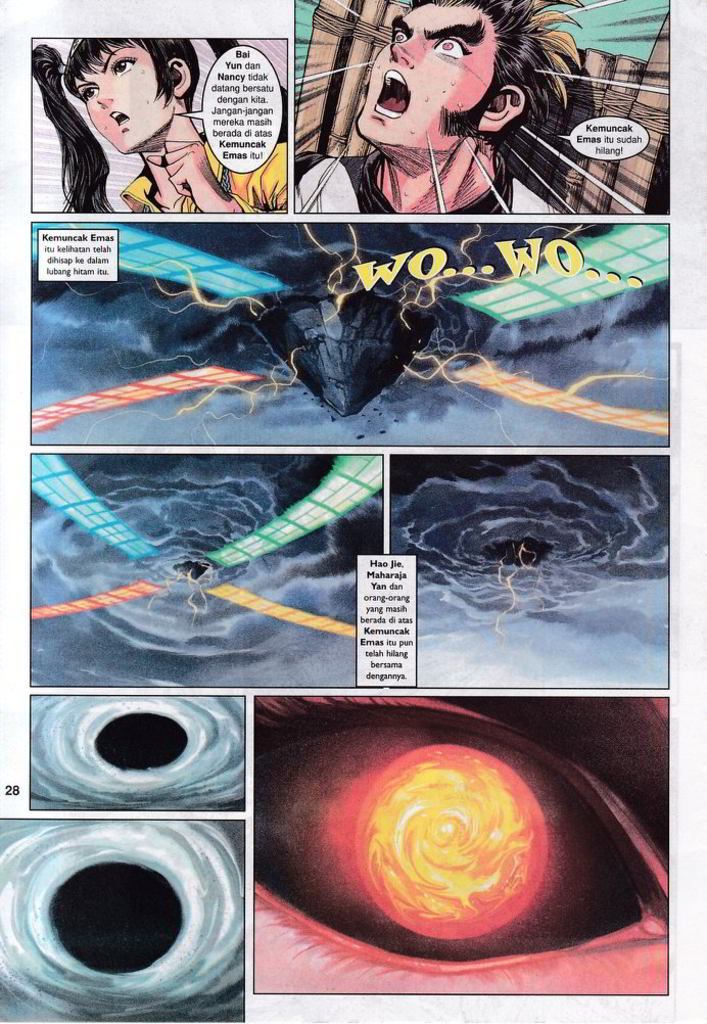 Bai
Yun dan
Nancy tidak
datang bersatu
dengan kita.
Jangan-jangan
mereka masih
berada di atas
Kemuncak
Emas itu!
Kemuncak
Emas itu sudah
hilang!
Kemuncak Emas
itu kelihatan telah
dihisap ke dalam
lubang hitam itu.
WO... WO...
Hao Jie,
Maharaja
Yan dan
orang-orang
yang masih
berada di atas
Kemuncak
Emas itu pun
telah hilang
bersama
dengannya.
28